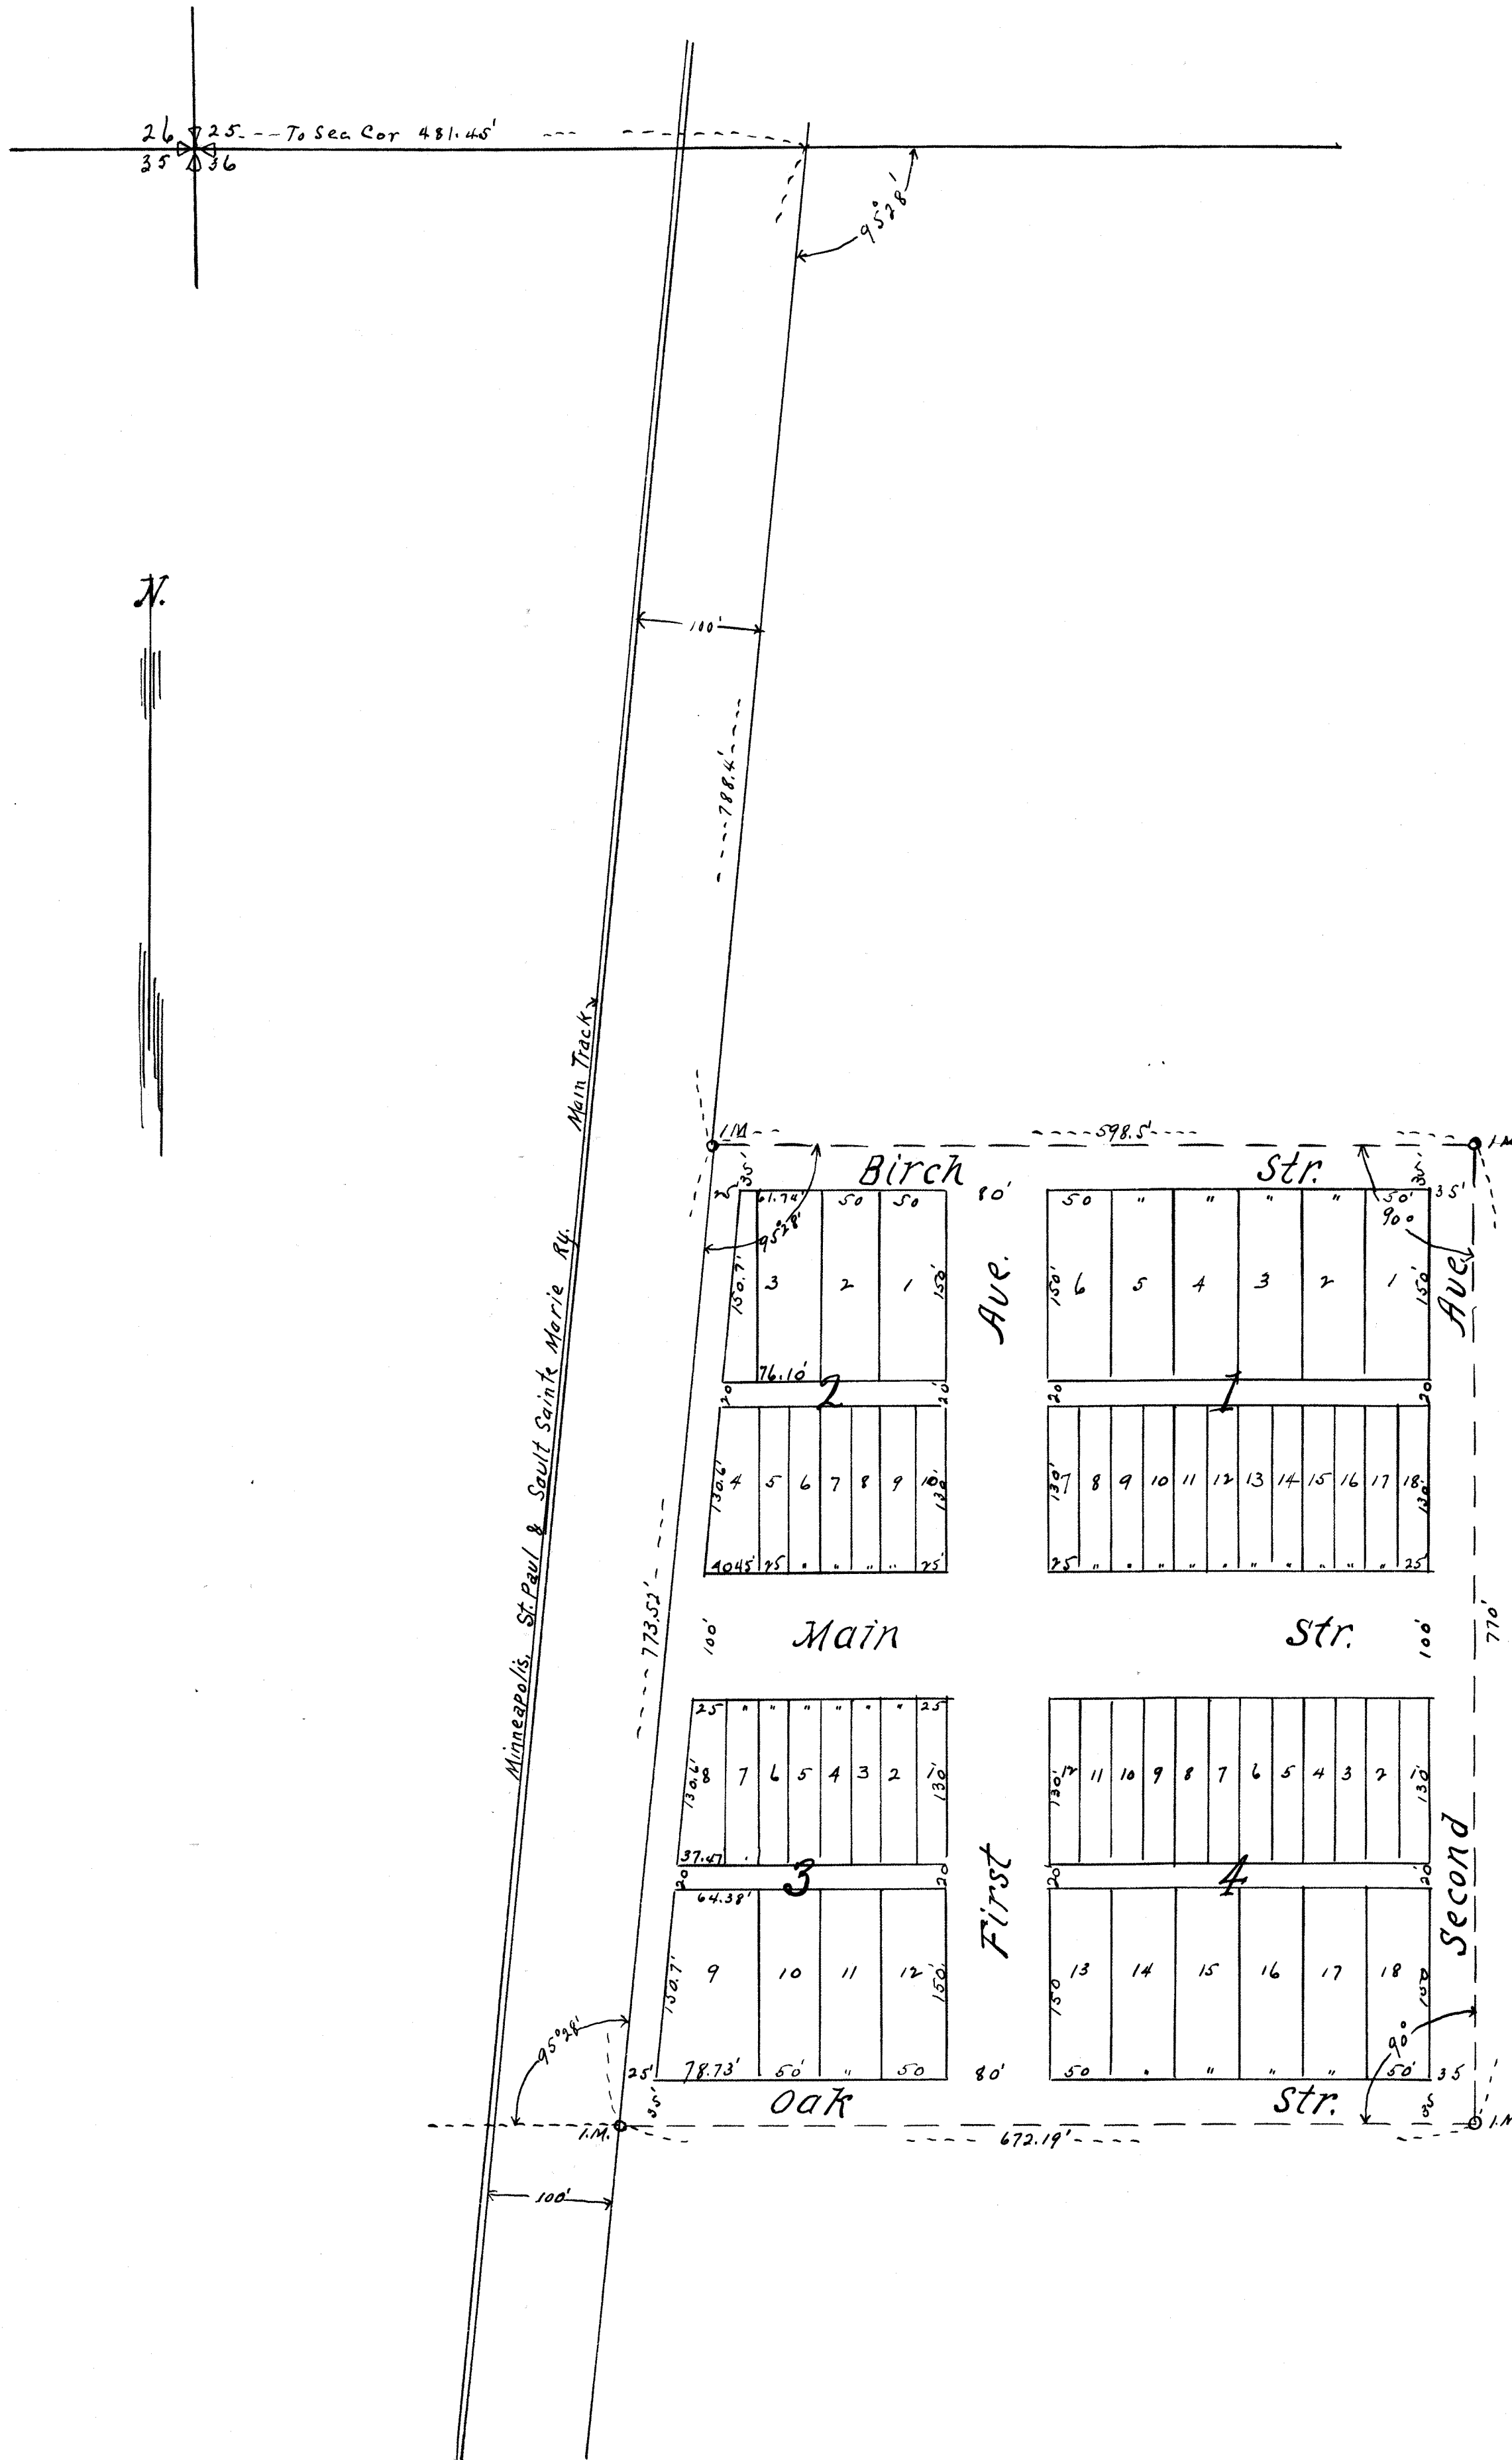 26 25 --- To Sec Cor 481.45'
35 36
95°28'
N.
100'
788.4'
Main Track
Minneapolis, St. Paul & Sault Sainte Marie Ry.
I.M. 598.5' I.M
Birch Str.
35' 80' 35' 35'
61.74' 50 50 50 " " " " 50'
95°28' 90°
150.7' 3 2 1 150' 150' 6 5 4 3 2 1 150'
Ave. Ave.
76.10'
20 2 20' 20 1 20
130.6' 4 5 6 7 8 9 10 130' 130' 7 8 9 10 11 12 13 14 15 16 17 18 130'
40.45' 25 " " " " 25' 25' " " " " " " " " " " 25'
773.52'
100' Main Str. 100' 770'
25 " " " " " " 25
130.6' 8 7 6 5 4 3 2 1 130' 130' 12 11 10 9 8 7 6 5 4 3 2 1 130'
37.47
20 3 20 20 4 20'
64.38'
First Second
150.7' 9 10 11 12 150' 150 13 14 15 16 17 18 150
95°28' 90°
25' 78.73' 50' " 50 80' 50 " " " " 50' 35
35' Oak Str.
I.M. 672.19' I.M
100'